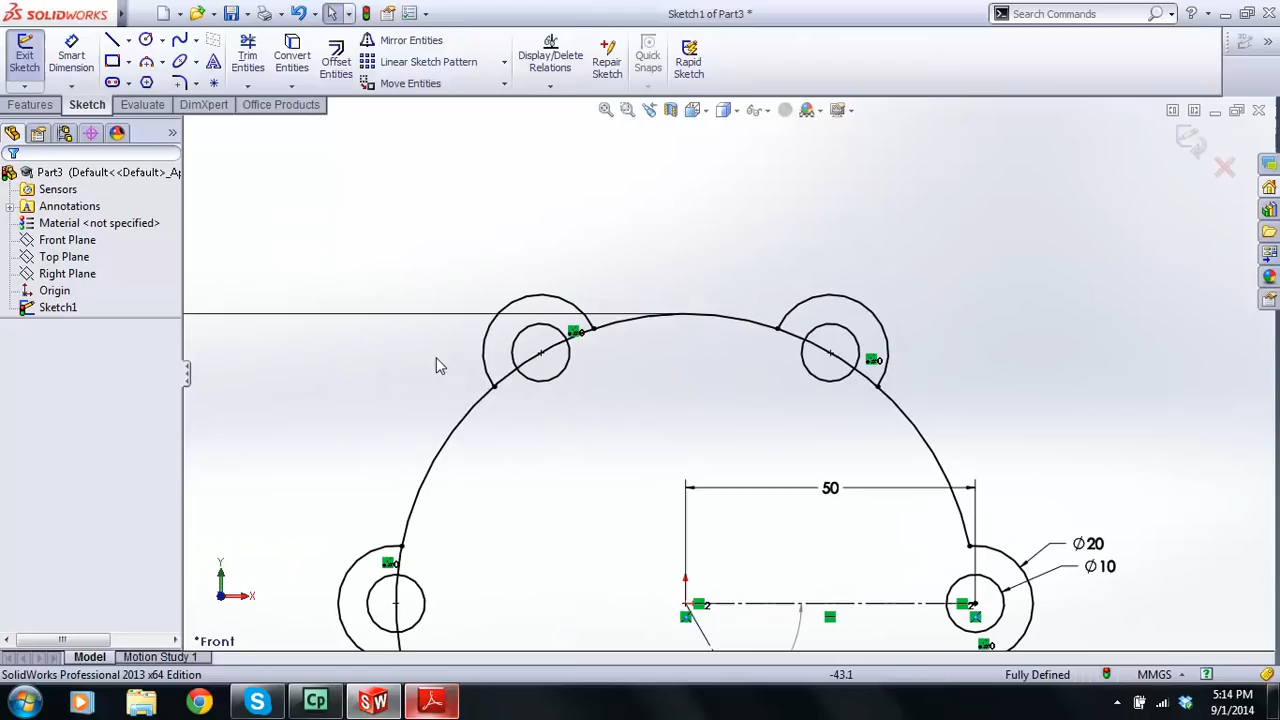 SOLIDWORKS
Sketch1 of Part3 *
Search Commands
Exit Sketch
Smart Dimension
Trim Entities
Convert Entities
Offset Entities
Mirror Entities
Linear Sketch Pattern
Move Entities
Display/Delete Relations
Repair Sketch
Quick Snaps
Rapid Sketch
Features
Sketch
Evaluate
DimXpert
Office Products
Part3 (Default<<Default>_Ap
Sensors
Annotations
Material <not specified>
Front Plane
Top Plane
Right Plane
Origin
Sketch1
50
Ø20
Ø10
2
2
Y
X
*Front
Model
Motion Study 1
SolidWorks Professional 2013 x64 Edition
-43.1
Fully Defined
MMGS
5:14 PM
9/1/2014